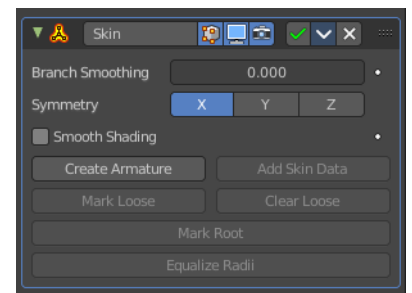 Skin
Branch Smoothing 0.000
Symmetry X Y Z
Smooth Shading
Create Armature Add Skin Data
Mark Loose Clear Loose
Mark Root
Equalize Radii